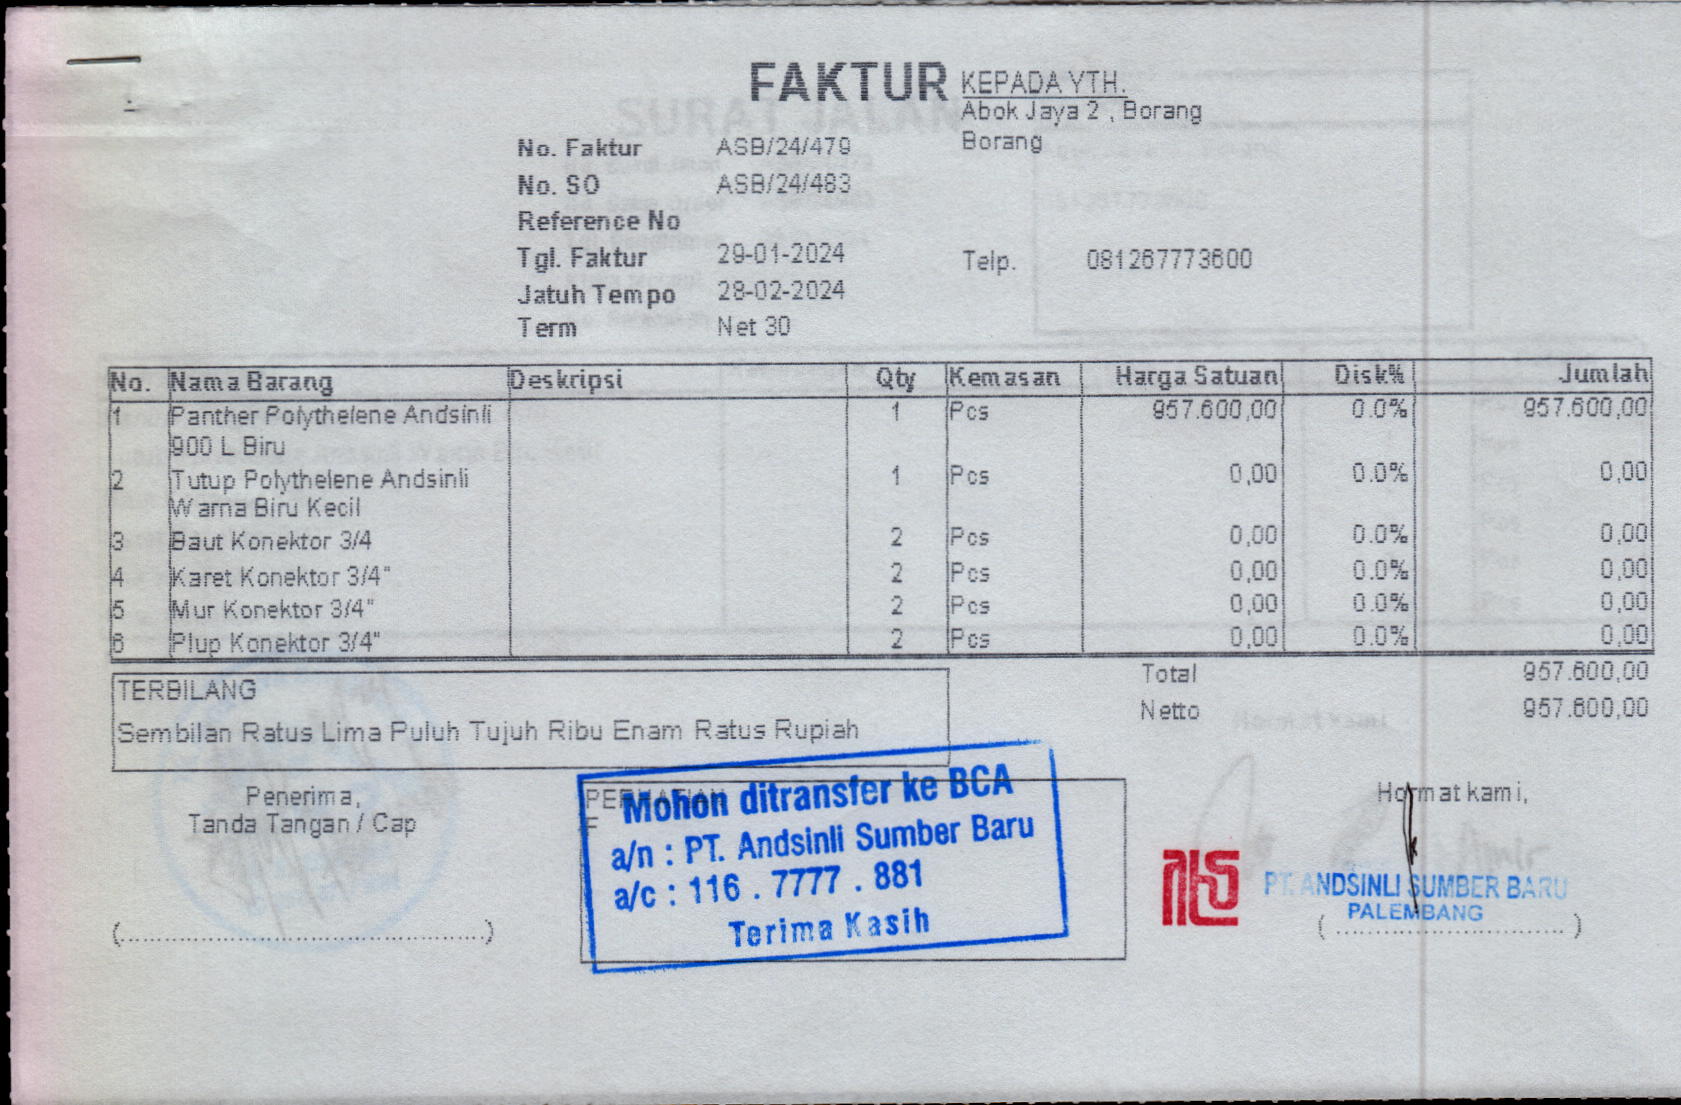 FAKTUR
KEPADA YTH.
Abok Jaya 2 , Borang
Borang
No. Faktur ASB/24/479
No. SO ASB/24/483
Reference No
Tgl. Faktur 29-01-2024
Telp. 081267773600
Jatuh Tempo 28-02-2024
Term Net 30
No. Nama Barang Deskripsi Qty Kemasan Harga Satuan Disk% Jumlah
1 Panther Polythelene Andsinli 1 Pcs 957.600,00 0.0% 957.600,00
900 L Biru
2 Tutup Polythelene Andsinli 1 Pcs 0,00 0.0% 0,00
Warna Biru Kecil
3 Baut Konektor 3/4 2 Pcs 0,00 0.0% 0,00
4 Karet Konektor 3/4" 2 Pcs 0,00 0.0% 0,00
5 Mur Konektor 3/4" 2 Pcs 0,00 0.0% 0,00
6 Plup Konektor 3/4" 2 Pcs 0,00 0.0% 0,00
Total 957.600,00
Netto 957.600,00
TERBILANG
Sembilan Ratus Lima Puluh Tujuh Ribu Enam Ratus Rupiah
Penerima,
Tanda Tangan / Cap
(...............................................)
PERHATIAN
F
Mohon ditransfer ke BCA
a/n : PT. Andsinli Sumber Baru
a/c : 116 . 7777 . 881
Terima Kasih
Hormat kami,
PT. ANDSINLI SUMBER BARU
PALEMBANG
( ............................. )